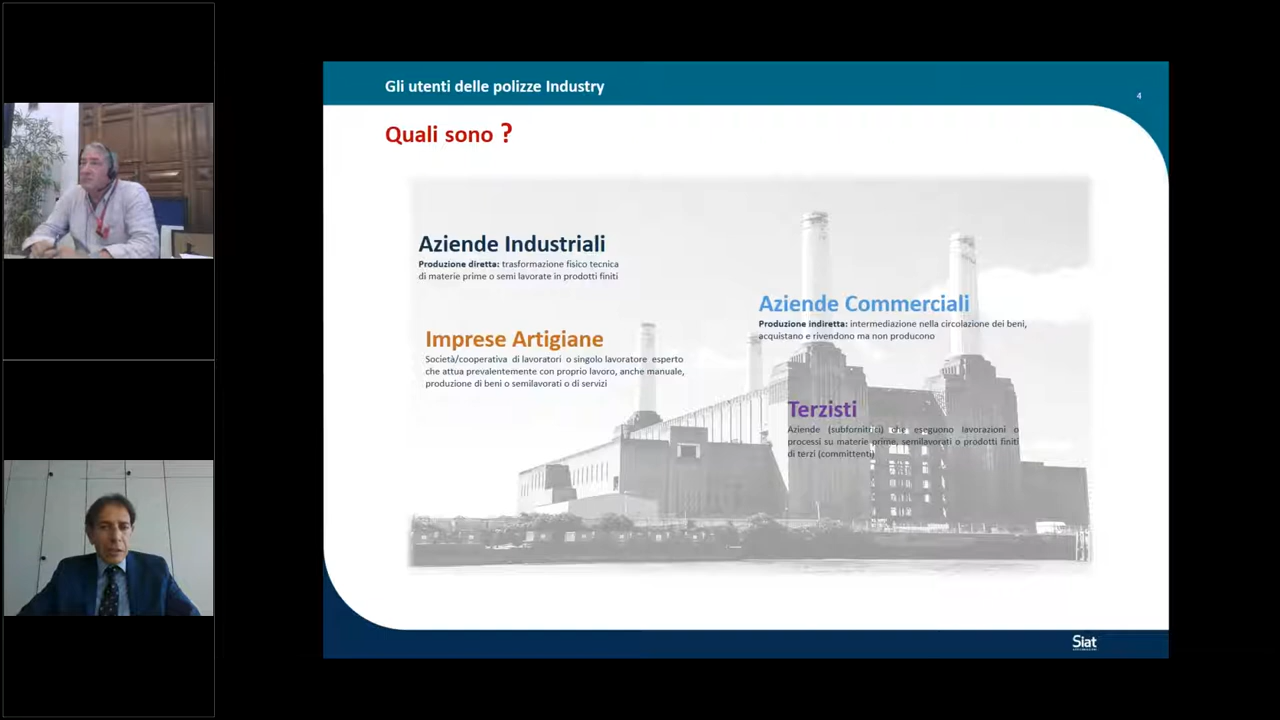 Gli utenti delle polizze Industry
4
Quali sono ?
Aziende Industriali
Produzione diretta: trasformazione fisico tecnica
di materie prime o semi lavorate in prodotti finiti
Aziende Commerciali
Produzione indiretta: intermediazione nella circolazione dei beni,
acquistano e rivendono ma non producono
Imprese Artigiane
Società/cooperativa di lavoratori o singolo lavoratore esperto
che attua prevalentemente con proprio lavoro, anche manuale,
produzione di beni o semilavorati o di servizi
Terzisti
Aziende (subfornitrici) che eseguono lavorazioni o
processi su materie prime, semilavorati o prodotti finiti
di terzi (committenti)
Siat